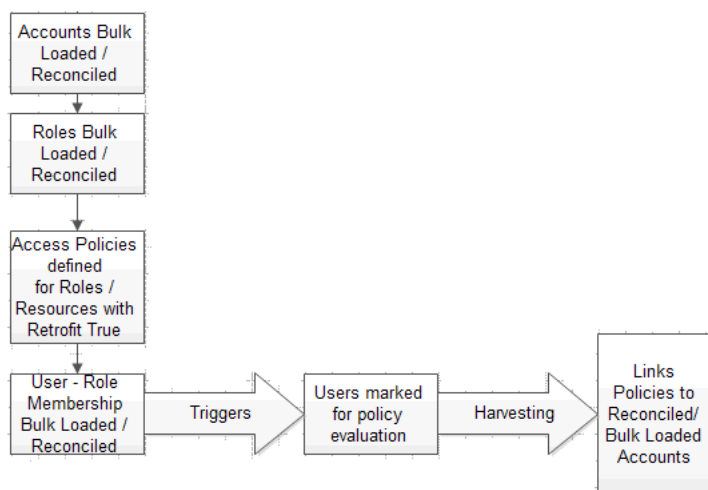 Accounts Bulk
Loaded /
Reconciled
Roles Bulk
Loaded /
Reconciled
Access Policies
defined
for Roles /
Resources with
Retrofit True
User - Role
Membership
Bulk Loaded /
Reconciled
Triggers
Users marked
for policy
evaluation
Harvesting
Links
Policies to
Reconciled/
Bulk Loaded
Accounts